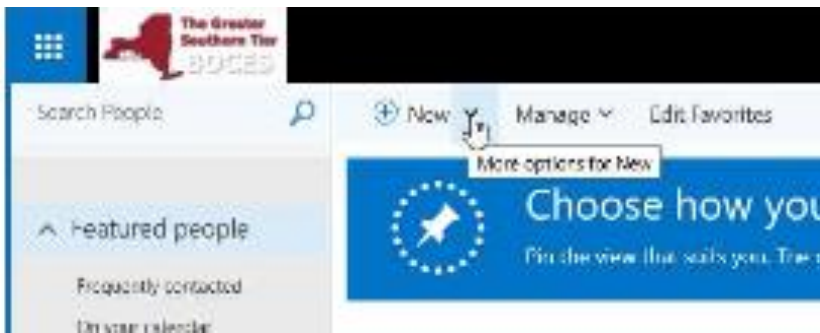 The Greater
Southern Tier
BOCES
Search People
New
Manage
Edit Favorites
More options for New
Choose how you
Pin the view that suits you. The
Featured people
Frequently contacted
On your calendar